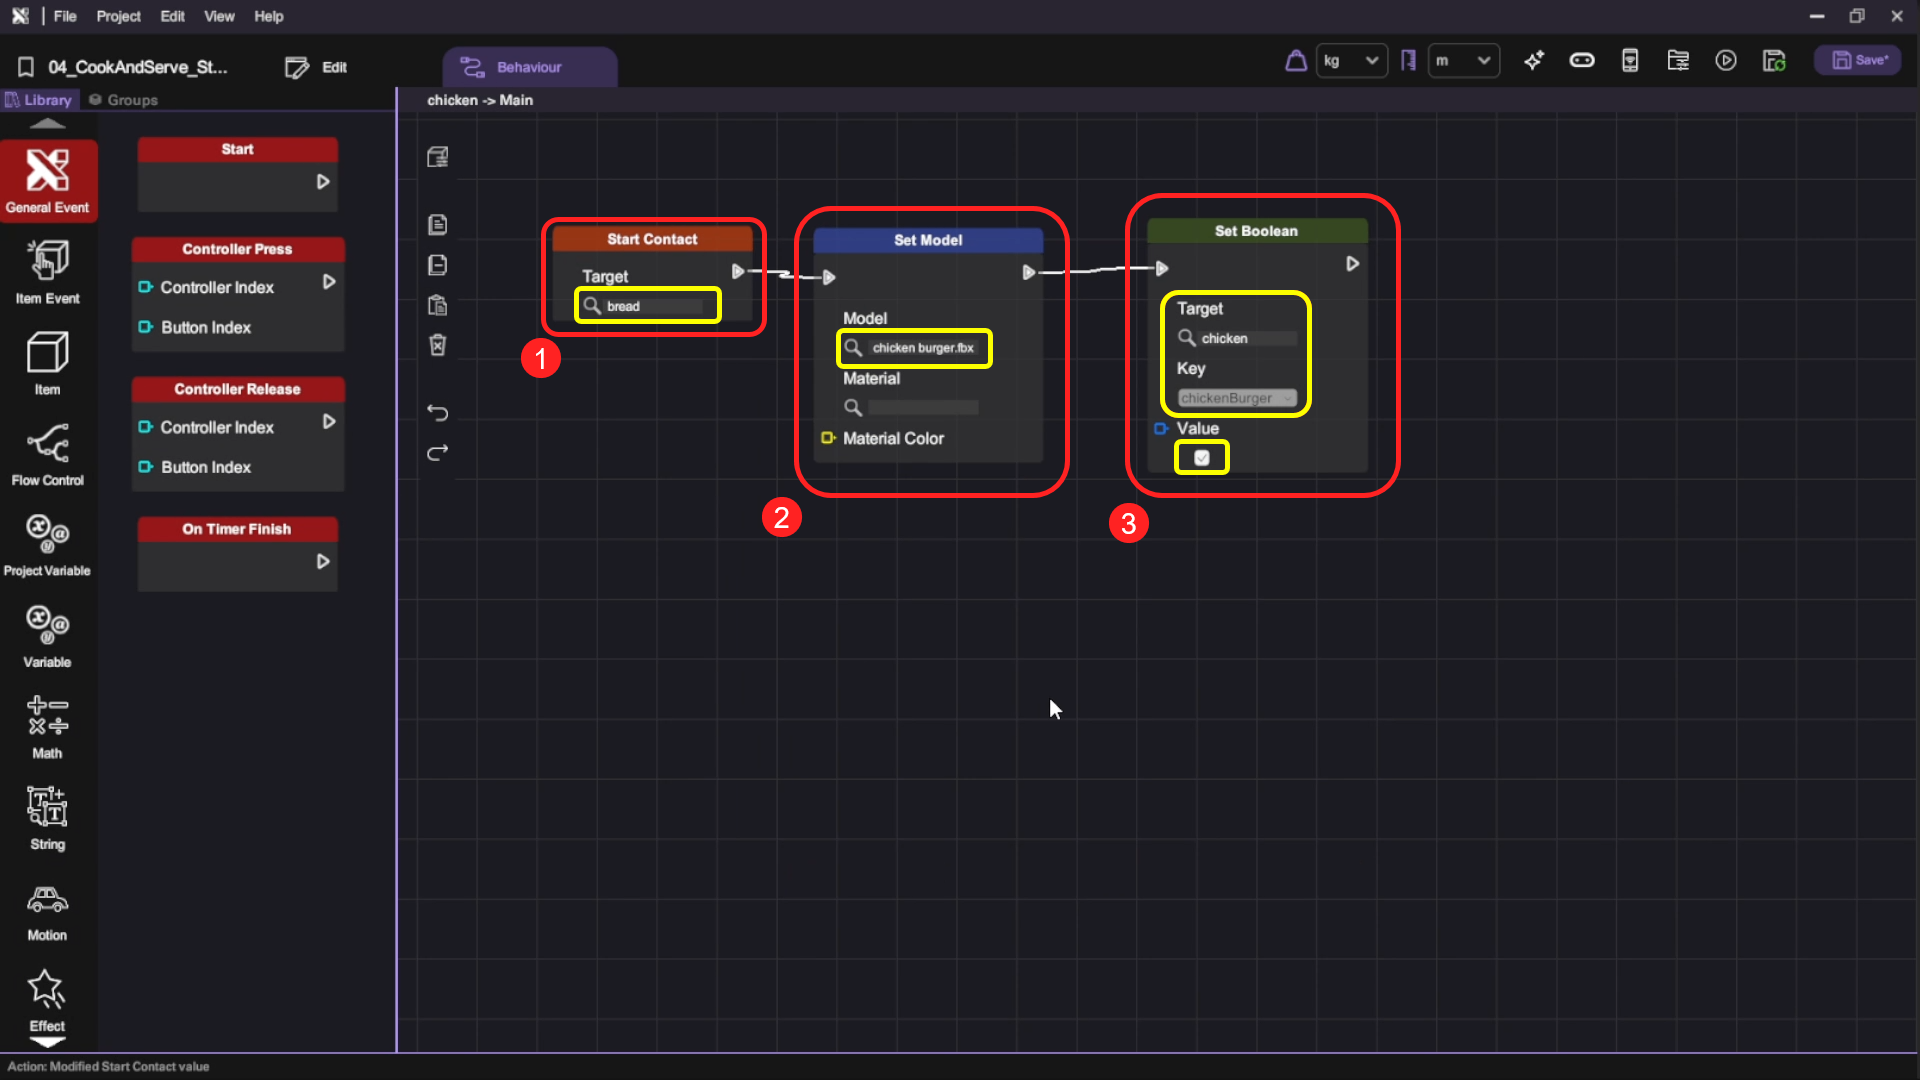 File Project Edit View Help
04_CookAndServe_St... Edit Behaviour kg m Save*
Library Groups
chicken -> Main
General Event
Item Event
Item
Flow Control
Project Variable
Variable
Math
String
Motion
Effect
Start
Controller Press
Controller Index
Button Index
Controller Release
Controller Index
Button Index
On Timer Finish
Start Contact
Target
bread
1
Set Model
Model
chicken burger.fbx
Material
Material Color
2
Set Boolean
Target
chicken
Key
chickenBurger
Value
3
Action: Modified Start Contact value